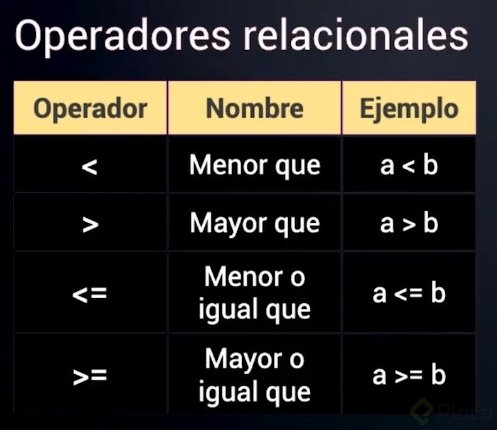 Operadores relacionales
Operador Nombre Ejemplo
< Menor que a < b
> Mayor que a > b
<= Menor o
igual que a <= b
>= Mayor o
igual que a >= b
Platzi